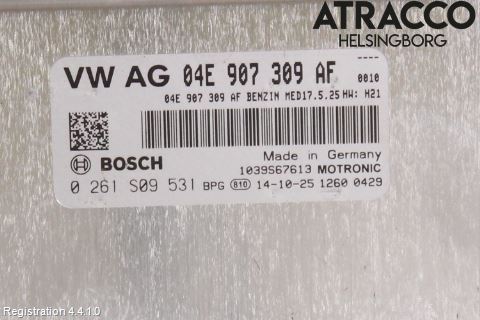 ATRACCO
HELSINGBORG
VW AG 04E 907 309 AF ----
0010
04E 907 309 AF BENZIN MED17.5.25 HW: H21
BOSCH
Made in Germany
1039S67613 MOTRONIC
0 261 S09 531 BPG 810 14-10-25 1260 0429
Registration 4.4.1.0